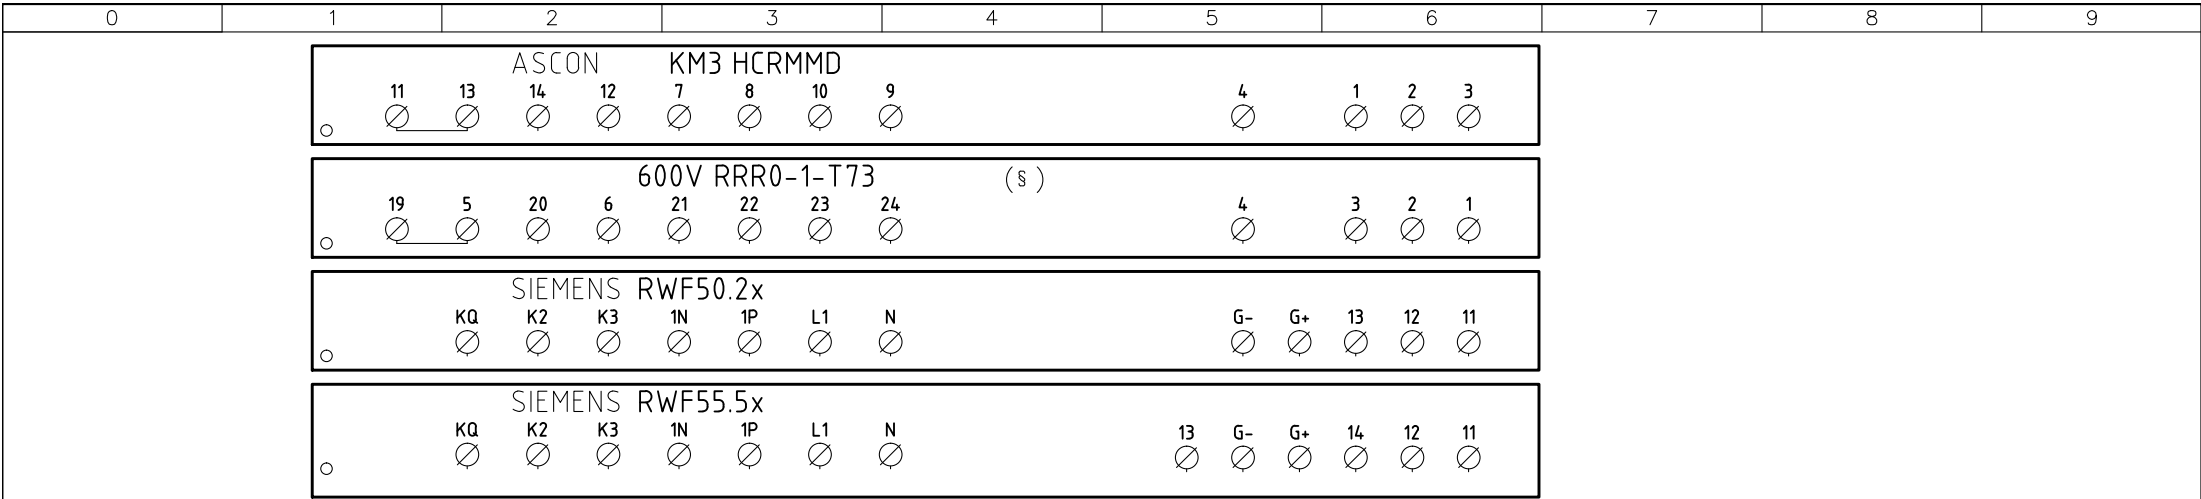 0 1 2 3 4 5 6 7 8 9
ASCON KM3 HCRMMD
11 13 14 12 7 8 10 9 4 1 2 3
600V RRR0-1-T73 (§)
19 5 20 6 21 22 23 24 4 3 2 1
SIEMENS RWF50.2x
KQ K2 K3 1N 1P L1 N G- G+ 13 12 11
SIEMENS RWF55.5x
KQ K2 K3 1N 1P L1 N 13 G- G+ 14 12 11